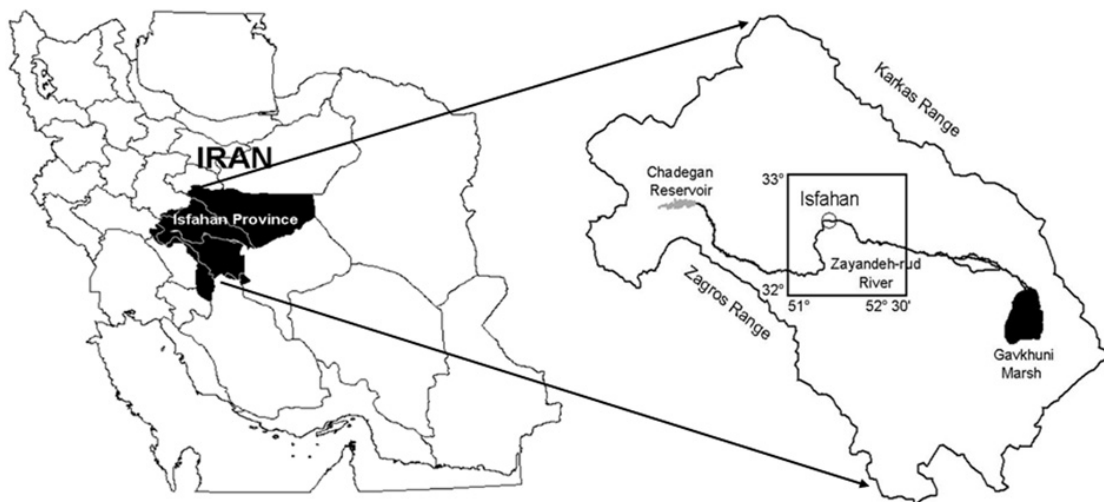 IRAN
Isfahan Province
Karkas Range
Chadegan
Reservoir
33°
Isfahan
Zayandeh-rud
River
32°
51°
52° 30'
Zagros Range
Gavkhuni
Marsh